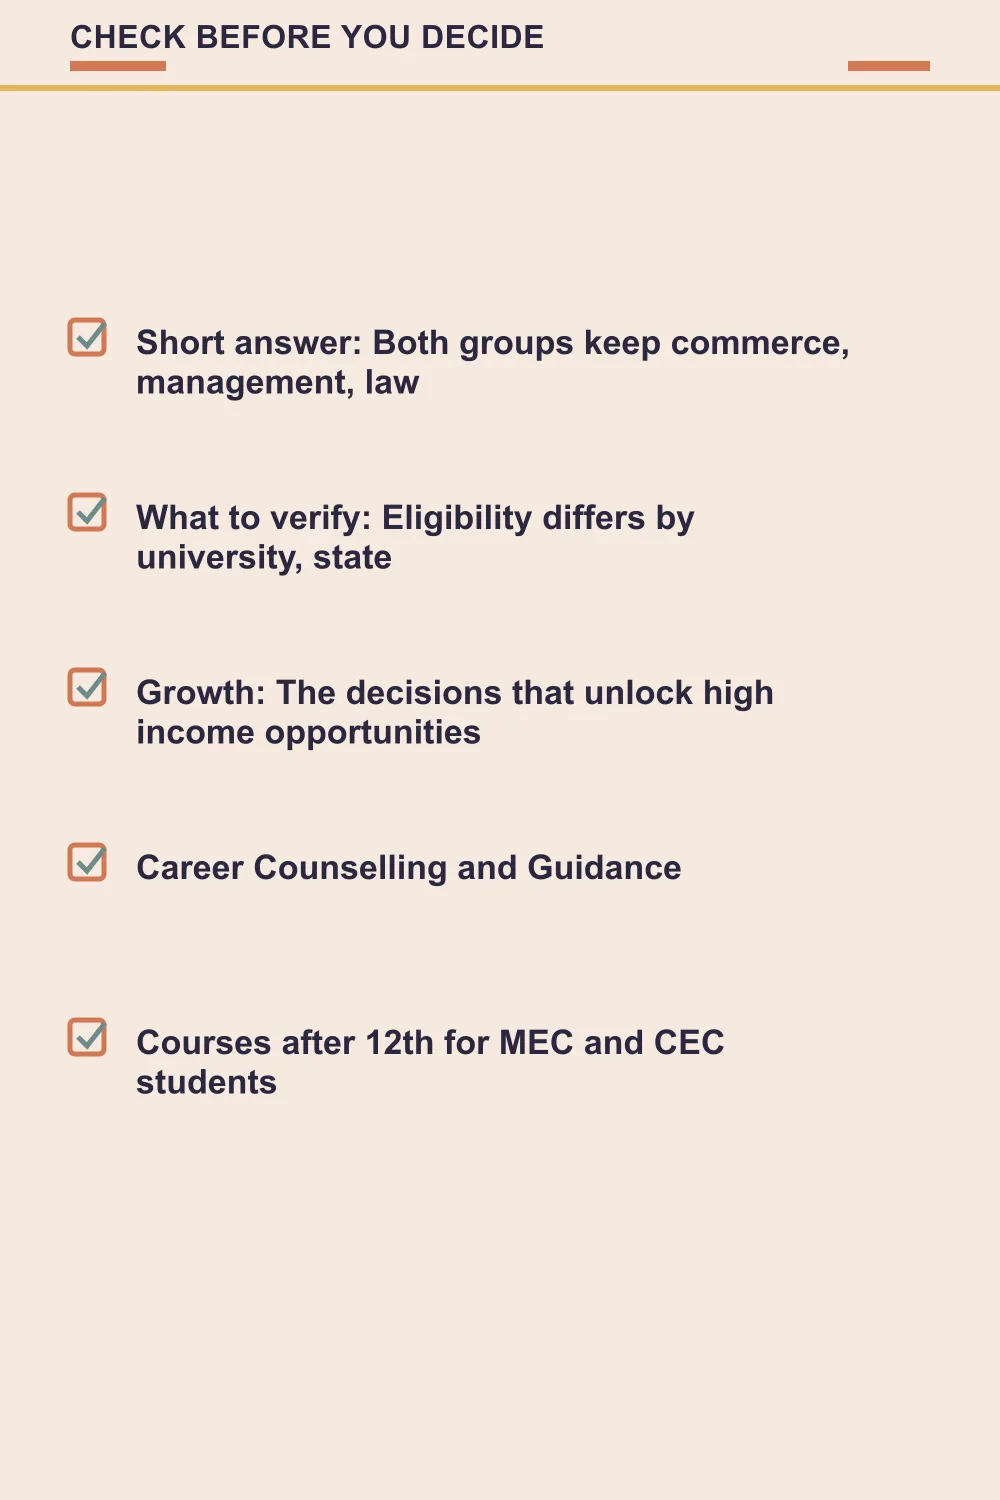 CHECK BEFORE YOU DECIDE
Short answer: Both groups keep commerce,
management, law
What to verify: Eligibility differs by
university, state
Growth: The decisions that unlock high
income opportunities
Career Counselling and Guidance
Courses after 12th for MEC and CEC
students